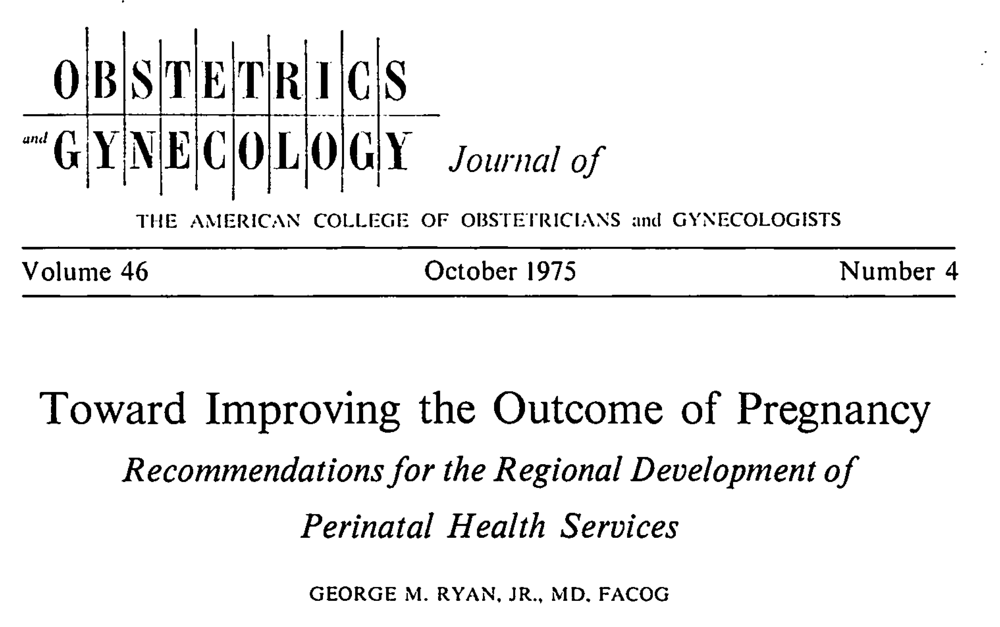 OBSTETRICS
and GYNECOLOGY Journal of
THE AMERICAN COLLEGE OF OBSTETRICIANS and GYNECOLOGISTS
Volume 46 October 1975 Number 4
Toward Improving the Outcome of Pregnancy
Recommendations for the Regional Development of
Perinatal Health Services
GEORGE M. RYAN, JR., MD, FACOG